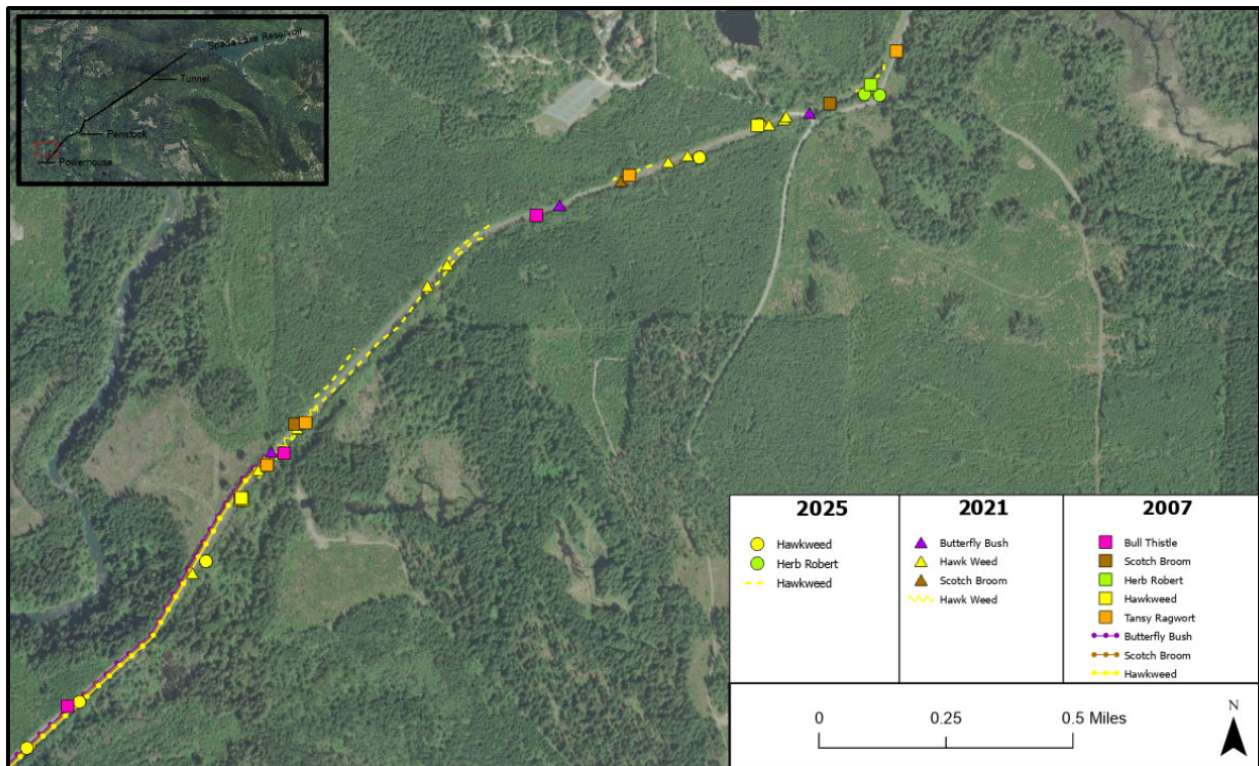 Spada Lake Reservoir
Tunnel
Penstock
Powerhouse
2025
Hawkweed
Herb Robert
Hawkweed
2021
Butterfly Bush
Hawk Weed
Scotch Broom
Hawk Weed
2007
Bull Thistle
Scotch Broom
Herb Robert
Hawkweed
Tansy Ragwort
Butterfly Bush
Scotch Broom
Hawkweed
0 0.25 0.5 Miles
N